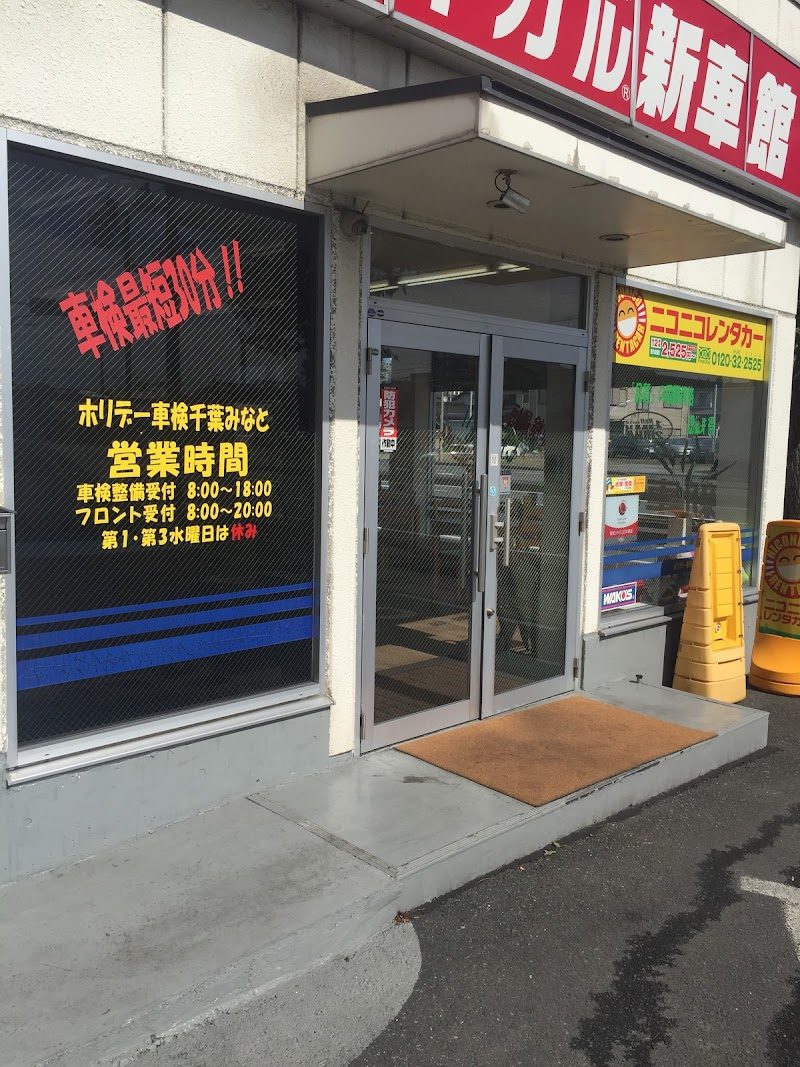 ガル®新車館
車検最短30分!!
ホリデー車検千葉みなと
営業時間
車検整備受付 8:00〜18:00
フロント受付 8:00〜20:00
第1・第3水曜日は休み
防犯カメラ
ニコニコレンタカー
2,525
0120-32-2525
WAKO'S
ニコニコ
レンタカー